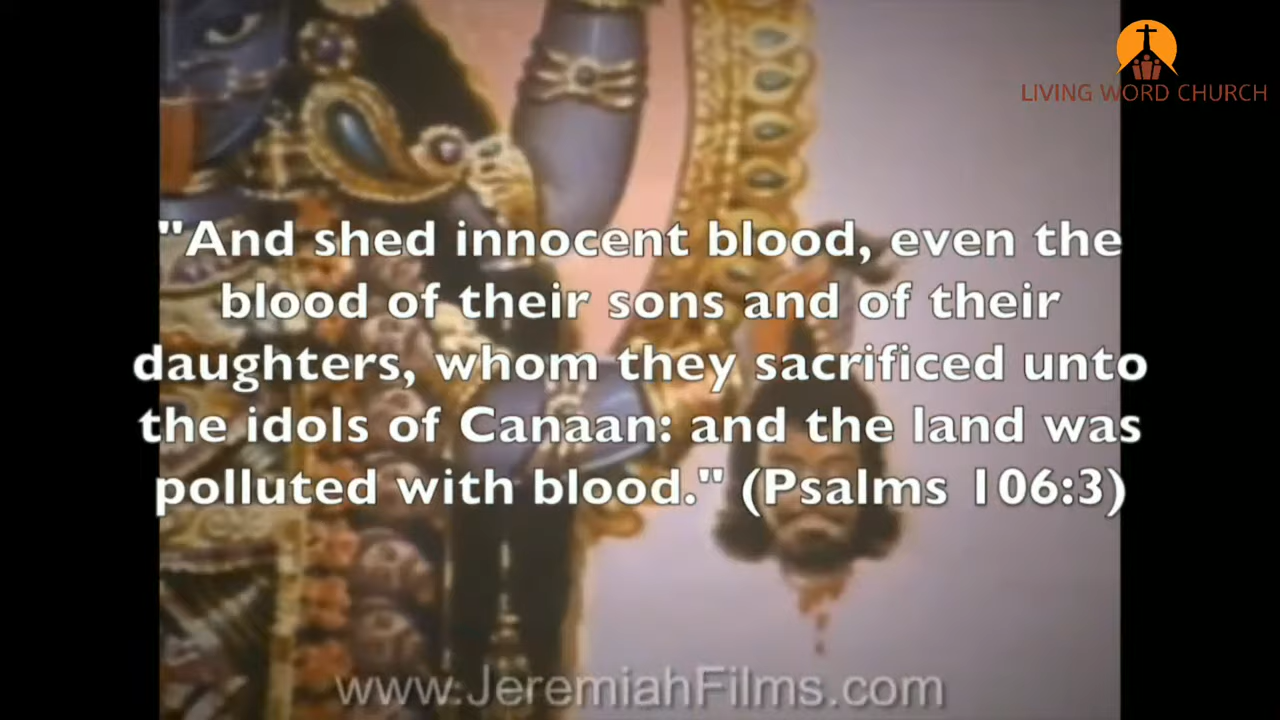 LIVING WORD CHURCH
"And shed innocent blood, even the
blood of their sons and of their
daughters, whom they sacrificed unto
the idols of Canaan: and the land was
polluted with blood." (Psalms 106:3)
www.JeremiahFilms.com